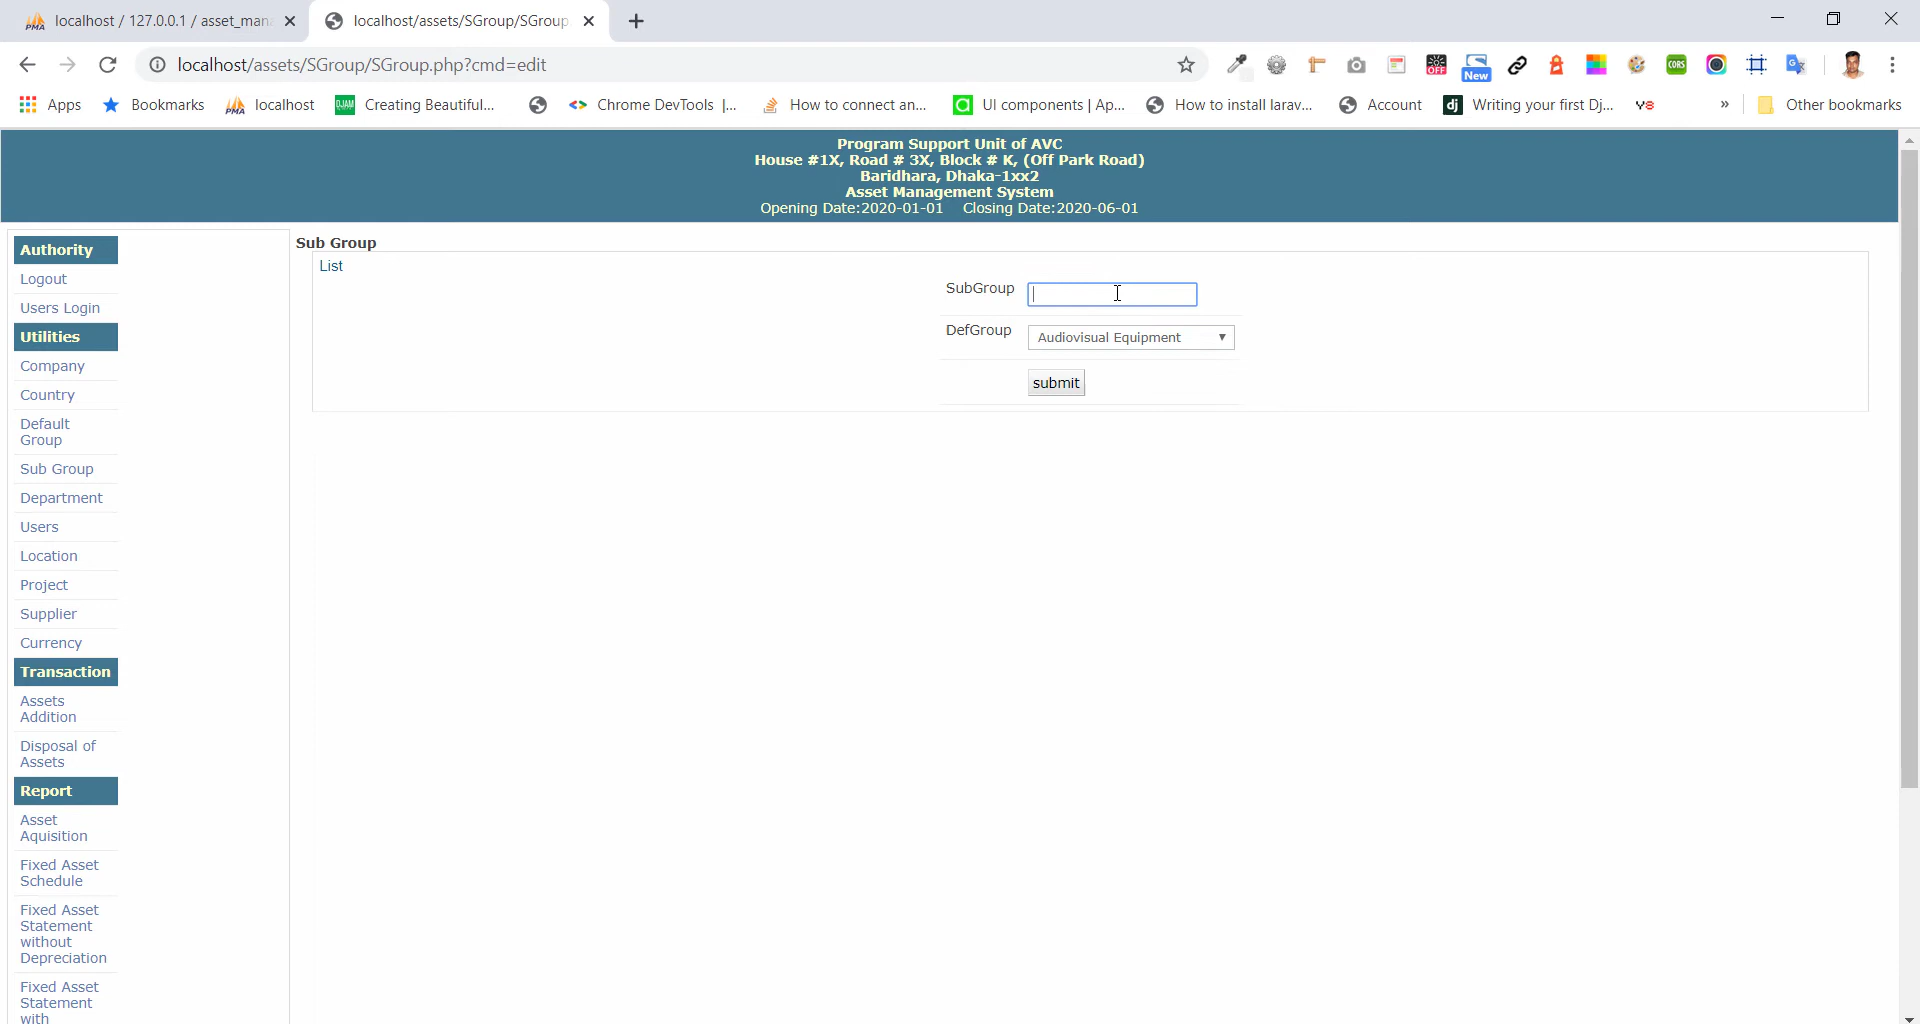 localhost / 127.0.0.1 / asset_man
localhost/assets/SGroup/SGroup
localhost/assets/SGroup/SGroup.php?cmd=edit
OFF
New
CORS
Apps
Bookmarks
localhost
DJAM Creating Beautiful...
Chrome DevTools |...
How to connect an...
UI components | Ap...
How to install larav...
Account
dj Writing your first Dj...
»
Other bookmarks
Program Support Unit of AVC
House #1X, Road # 3X, Block # K, (Off Park Road)
Baridhara, Dhaka-1xx2
Asset Management System
Opening Date:2020-01-01 Closing Date:2020-06-01
Authority
Logout
Users Login
Utilities
Company
Country
Default
Group
Sub Group
Department
Users
Location
Project
Supplier
Currency
Transaction
Assets
Addition
Disposal of
Assets
Report
Asset
Aquisition
Fixed Asset
Schedule
Fixed Asset
Statement
without
Depreciation
Fixed Asset
Statement
with
Sub Group
List
SubGroup
DefGroup Audiovisual Equipment
submit